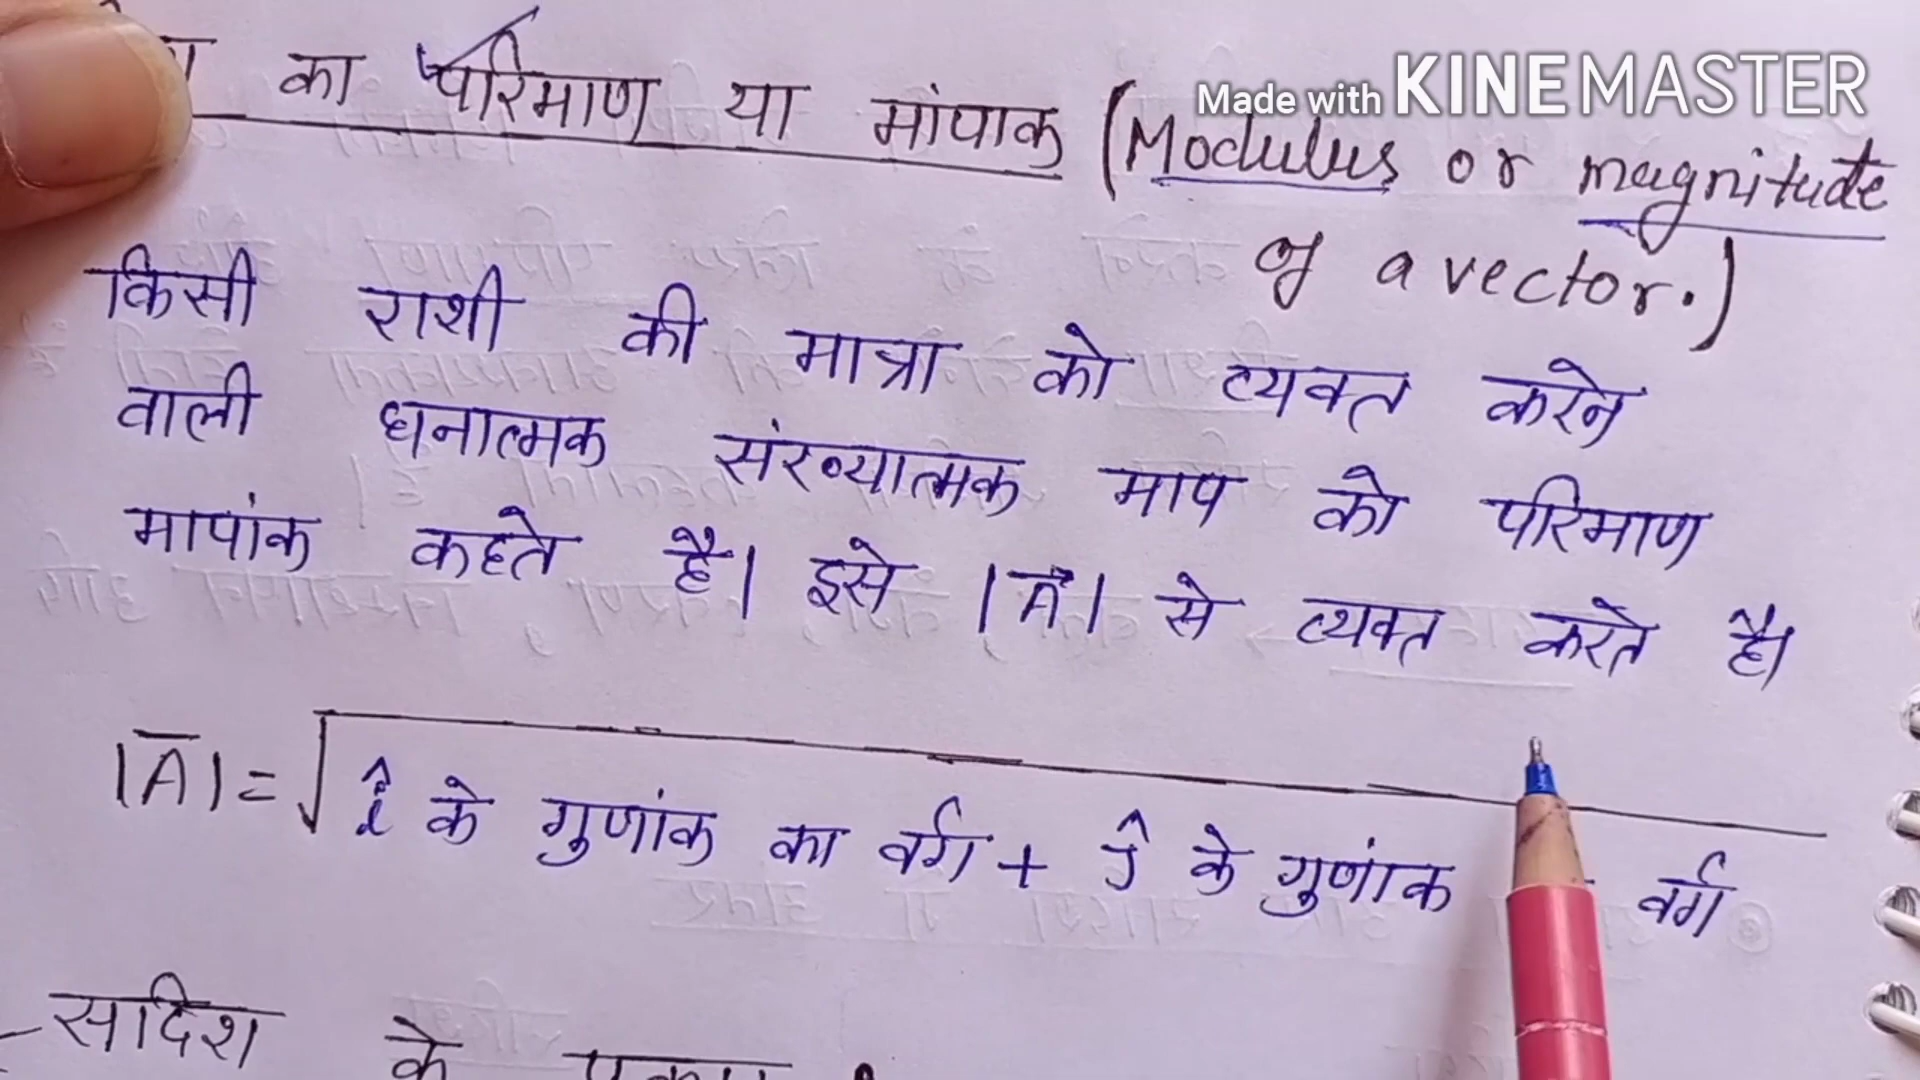 Made with KINEMASTER
का परिमाण या मांपाक (Modulus or magnitude
of a vector.)
किसी राशी की मात्रा को व्यक्त करने
वाली धनात्मक संख्यात्मक माप को परिमाण
मापांक कहते है। इसे |A⃗| से व्यक्त करते है।
|A̅| = √ î के गुणांक का वर्ग + ĵ के गुणांक वर्ग
सादिश के